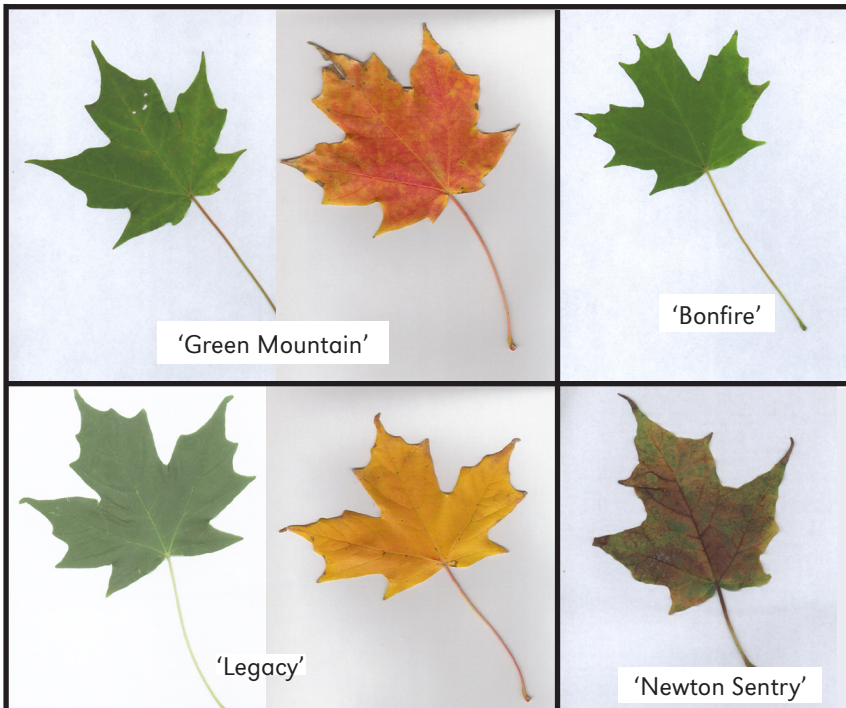 ‘Green Mountain’
‘Bonfire’
‘Legacy’
‘Newton Sentry’